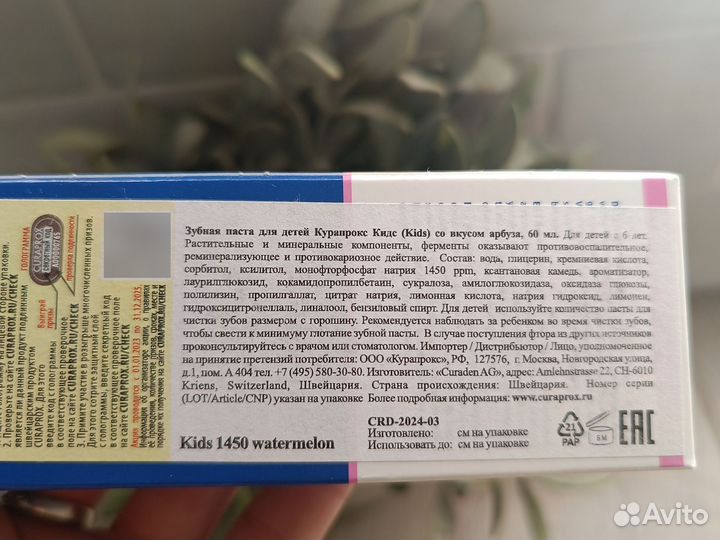 Зубная паста для детей Курапрокс Кидс (Kids) со вкусом арбуза, 60 мл. Для детей с 6 лет.
Растительные и минеральные компоненты, ферменты оказывают противовоспалительное,
реминерализующее и противокариозное действие. Состав: вода, глицерин, кремниевая кислота,
сорбитол, ксилитол, монофторфосфат натрия 1450 ppm, ксантановая камедь, ароматизатор,
лаурилглюкозид, кокамидопропилбетаин, сукралоза, амилоглюкозидаза, оксидаза глюкозы,
полилизин, пропилгаллат, цитрат натрия, лимонная кислота, натрия гидроксид, лимонен,
гидроксицитронеллаль, линалоол, бензиловый спирт. Для детей используйте количество пасты для
чистки зубов размером с горошину. Рекомендуется наблюдать за ребенком во время чистки зубов,
чтобы свести к минимуму глотание зубной пасты. В случае поступления фтора из других источников
проконсультируйтесь с врачом или стоматологом. Импортер / Дистрибьютор / Лицо, уполномоченное
на принятие претензий потребителя: ООО «Курапрокс», РФ, 127576, г. Москва, Новгородская улица,
д.1, пом. А 404 тел. +7 (495) 580-30-80. Изготовитель: «Curaden AG», адрес: Amlehnstrasse 22, CH-6010
Kriens, Switzerland, Швейцария. Страна происхождения: Швейцария. Номер серии
(LOT/Article/CNP) указан на упаковке Более подробная информация: www.curaprox.ru
CRD-2024-03
Kids 1450 watermelon
Изготовлено: см на упаковке
Использовать до: см на упаковке
21
PAP
6M
EAC
ГОЛОГРАММА
CURAPROX
Выиграй
призы
Проверка подлинности
CURAPROX.RU/CHECK
Avito